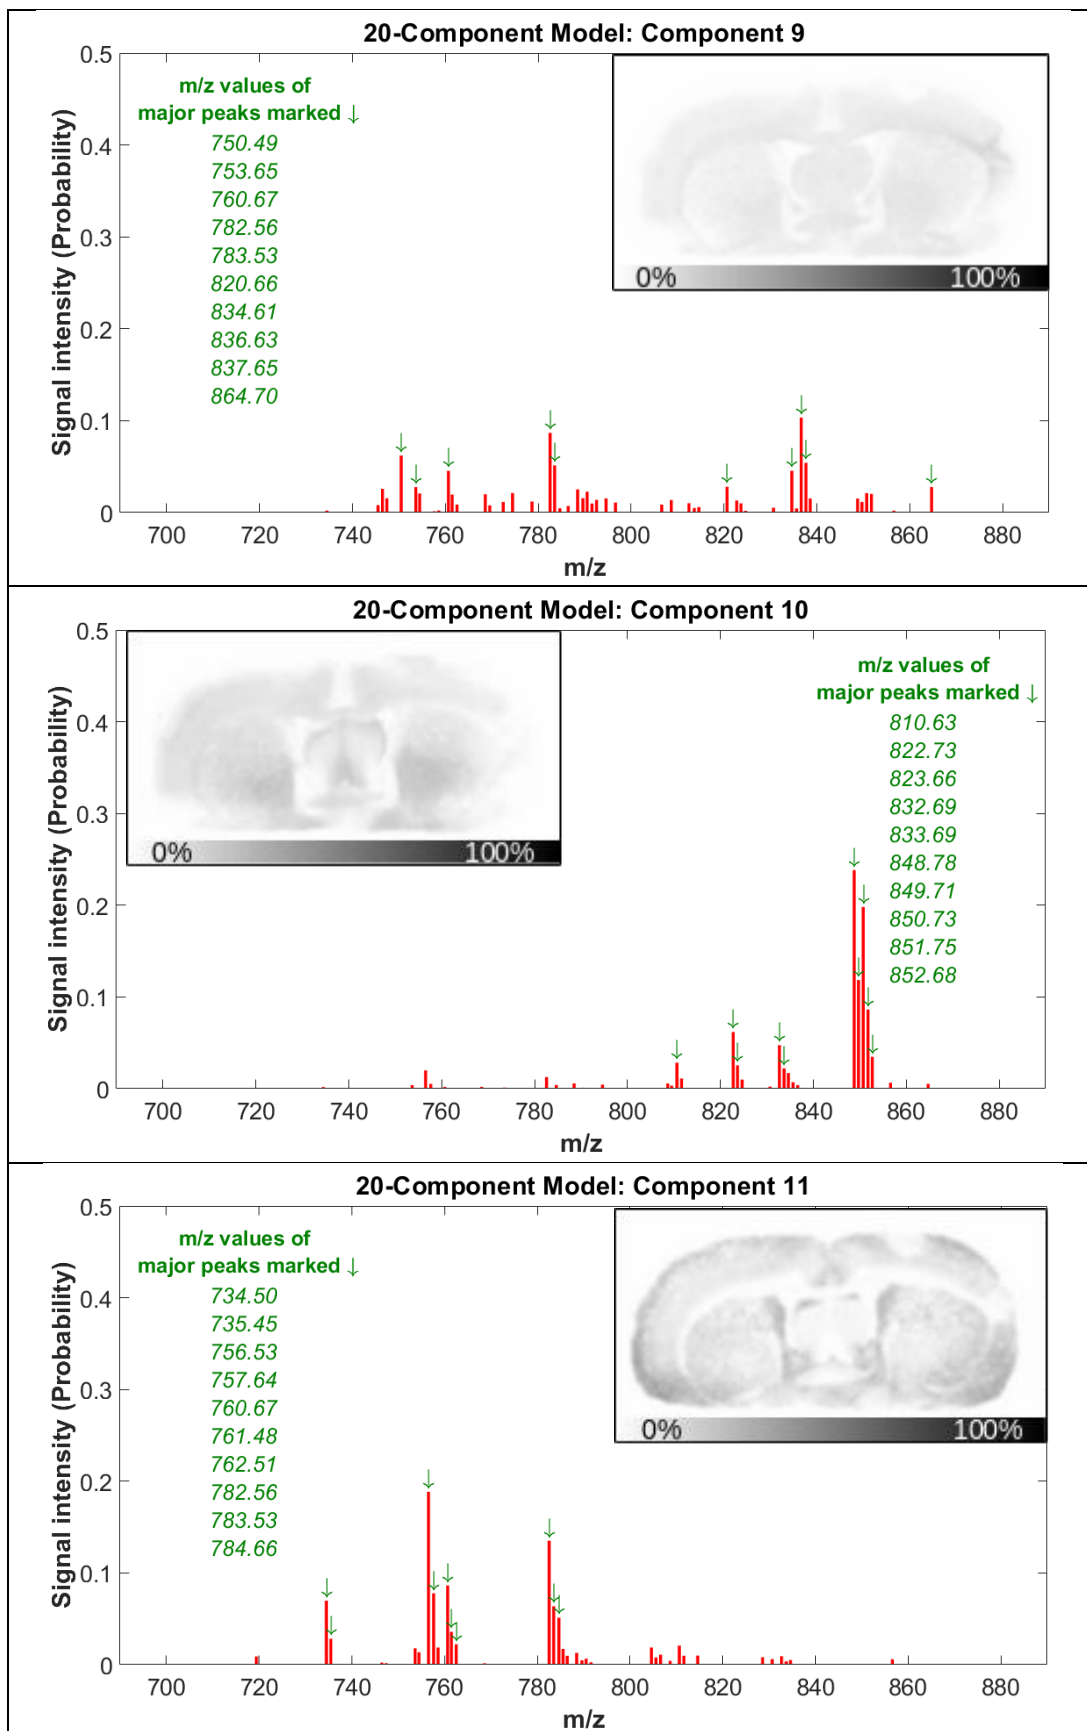 20-Component Model: Component 9
Signal intensity (Probability)
0.5
0.4
0.3
0.2
0.1
0
m/z values of
major peaks marked ↓
750.49
753.65
760.67
782.56
783.53
820.66
834.61
836.63
837.65
864.70
0% 100%
700 720 740 760 780 800 820 840 860 880
m/z
20-Component Model: Component 10
Signal intensity (Probability)
0.5
0.4
0.3
0.2
0.1
0
0% 100%
m/z values of
major peaks marked ↓
810.63
822.73
823.66
832.69
833.69
848.78
849.71
850.73
851.75
852.68
700 720 740 760 780 800 820 840 860 880
m/z
20-Component Model: Component 11
Signal intensity (Probability)
0.5
0.4
0.3
0.2
0.1
0
m/z values of
major peaks marked ↓
734.50
735.45
756.53
757.64
760.67
761.48
762.51
782.56
783.53
784.66
0% 100%
700 720 740 760 780 800 820 840 860 880
m/z